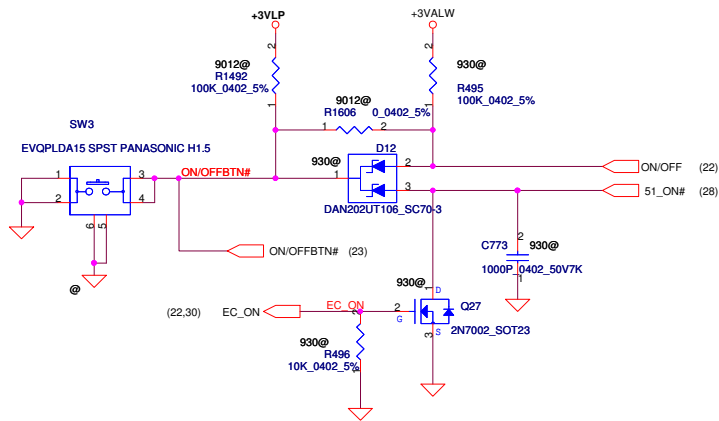 +3VLP
+3VALW
2
2
9012@
R1492
100K_0402_5%
1
930@
R495
100K_0402_5%
1
9012@
R1606
0_0402_5%
1
2
SW3
EVQPLDA15 SPST PANASONIC H1.5
ON/OFFBTN#
930@
D12
1
2
3
DAN202UT106_SC70-3
ON/OFF
(22)
51_ON#
(28)
1
2
3
4
6
5
@
ON/OFFBTN#
(23)
C773
930@
2
1000P_0402_50V7K
1
930@
1
D
Q27
2
G
S
3
2N7002_SOT23
(22,30)
EC_ON
EC_ON
2
930@
R496
10K_0402_5%
1